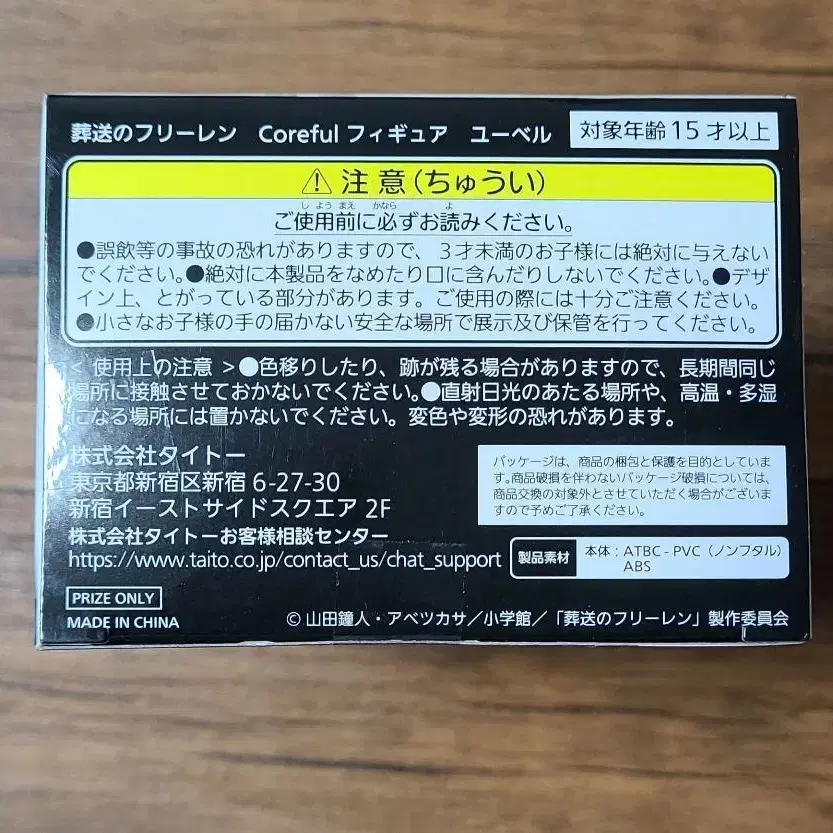 葬送のフリーレン Coreful フィギュア ユーベル
対象年齢15才以上
⚠ 注意(ちゅうい)
しようまえ かなら よ
ご使用前に必ずお読みください。
●誤飲等の事故の恐れがありますので、3才未満のお子様には絶対に与えない
でください。●絶対に本製品をなめたり口に含んだりしないでください。●デザ
イン上、とがっている部分があります。ご使用の際には十分ご注意ください。
●小さなお子様の手の届かない安全な場所で展示及び保管を行ってください。
< 使用上の注意 >●色移りしたり、跡が残る場合がありますので、長期間同じ
場所に接触させておかないでください。●直射日光のあたる場所や、高温・多湿
になる場所には置かないでください。変色や変形の恐れがあります。
株式会社タイトー
東京都新宿区新宿 6-27-30
新宿イーストサイドスクエア 2F
株式会社タイトーお客様相談センター
https://www.taito.co.jp/contact_us/chat_support
パッケージは、商品の梱包と保護を目的としていま
す。商品破損を伴わないパッケージ破損については、
商品交換の対象外とさせていただく場合がございま
すので予めご了承ください。
製品素材
本体：ATBC-PVC（ノンフタル）
ABS
PRIZE ONLY
MADE IN CHINA
© 山田鐘人・アベツカサ／小学館／「葬送のフリーレン」製作委員会